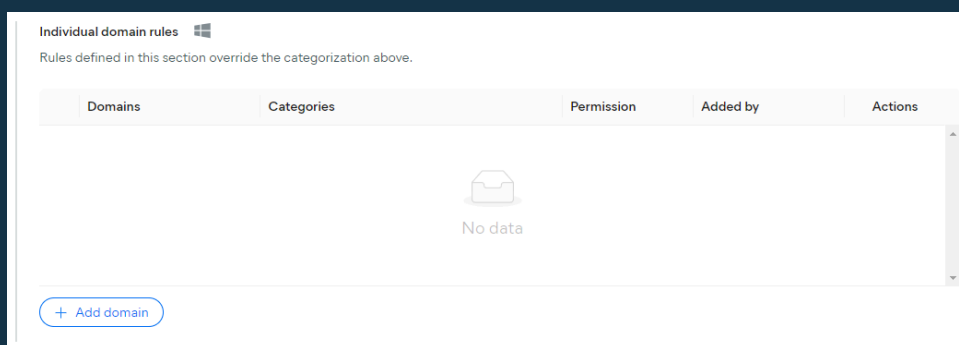 Individual domain rules
Rules defined in this section override the categorization above.
Domains Categories Permission Added by Actions
No data
+ Add domain